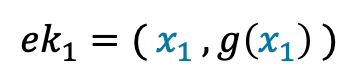 ek₁ = ( x₁ , g(x₁) )